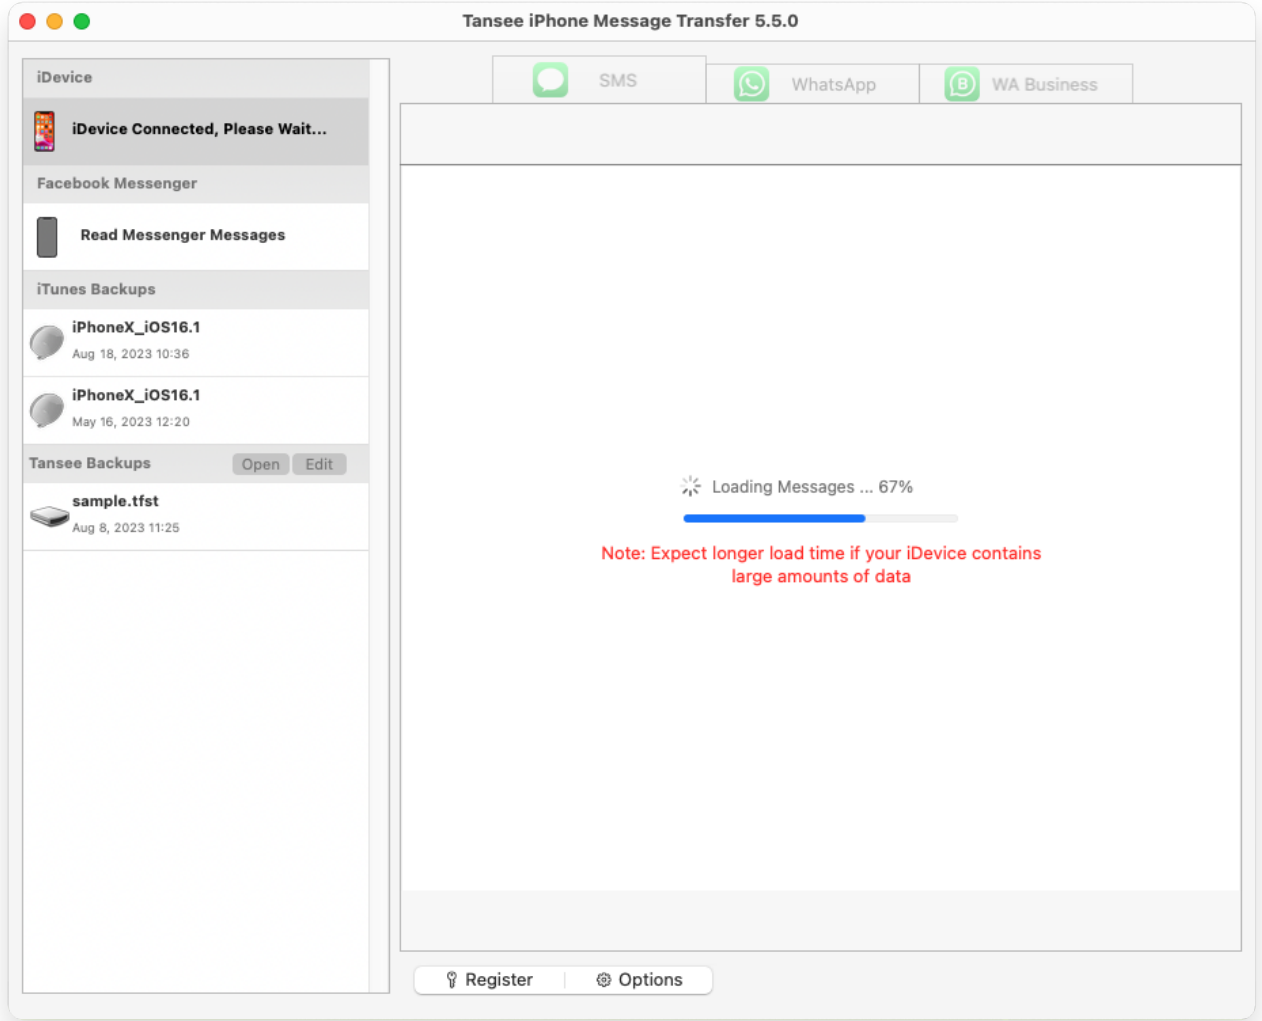 Tansee iPhone Message Transfer 5.5.0
iDevice
iDevice Connected, Please Wait...
Facebook Messenger
Read Messenger Messages
iTunes Backups
iPhoneX_iOS16.1
Aug 18, 2023 10:36
iPhoneX_iOS16.1
May 16, 2023 12:20
Tansee Backups Open Edit
sample.tfst
Aug 8, 2023 11:25
SMS WhatsApp WA Business
Loading Messages ... 67%
Note: Expect longer load time if your iDevice contains
large amounts of data
Register Options